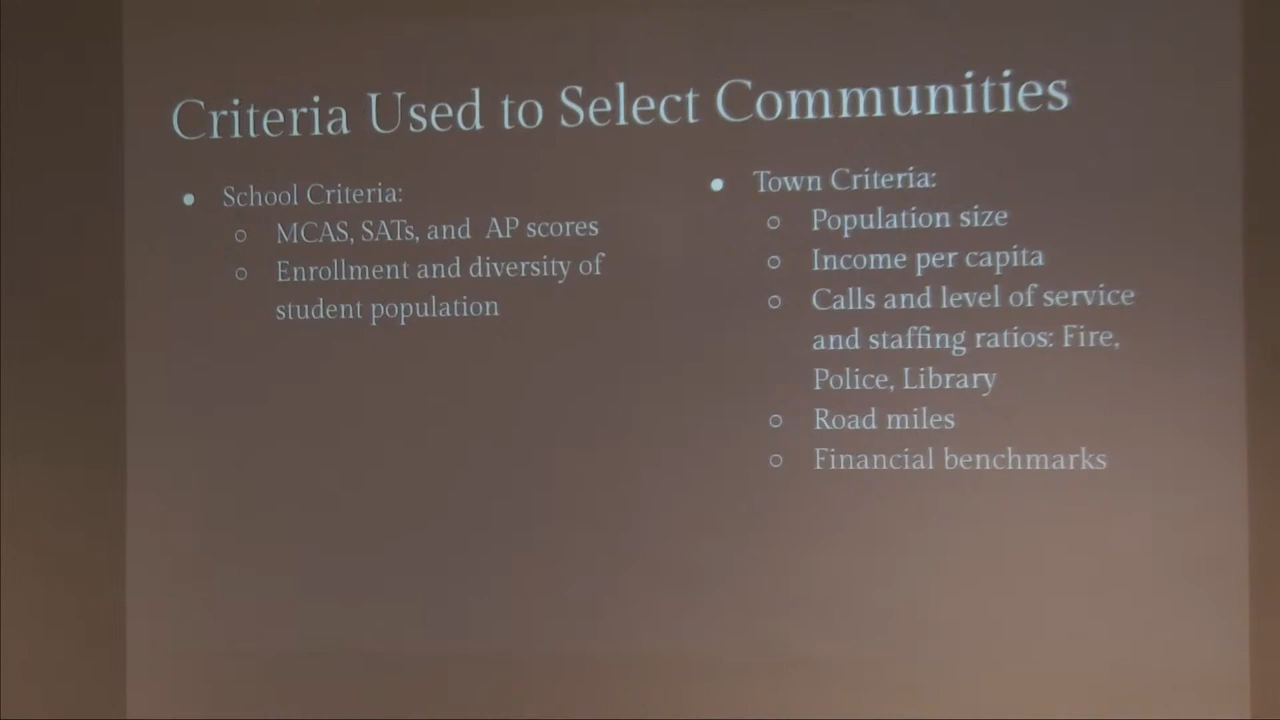 Criteria Used to Select Communities
● School Criteria:
○ MCAS, SATs, and AP scores
○ Enrollment and diversity of
student population
● Town Criteria:
○ Population size
○ Income per capita
○ Calls and level of service
and staffing ratios: Fire,
Police, Library
○ Road miles
○ Financial benchmarks